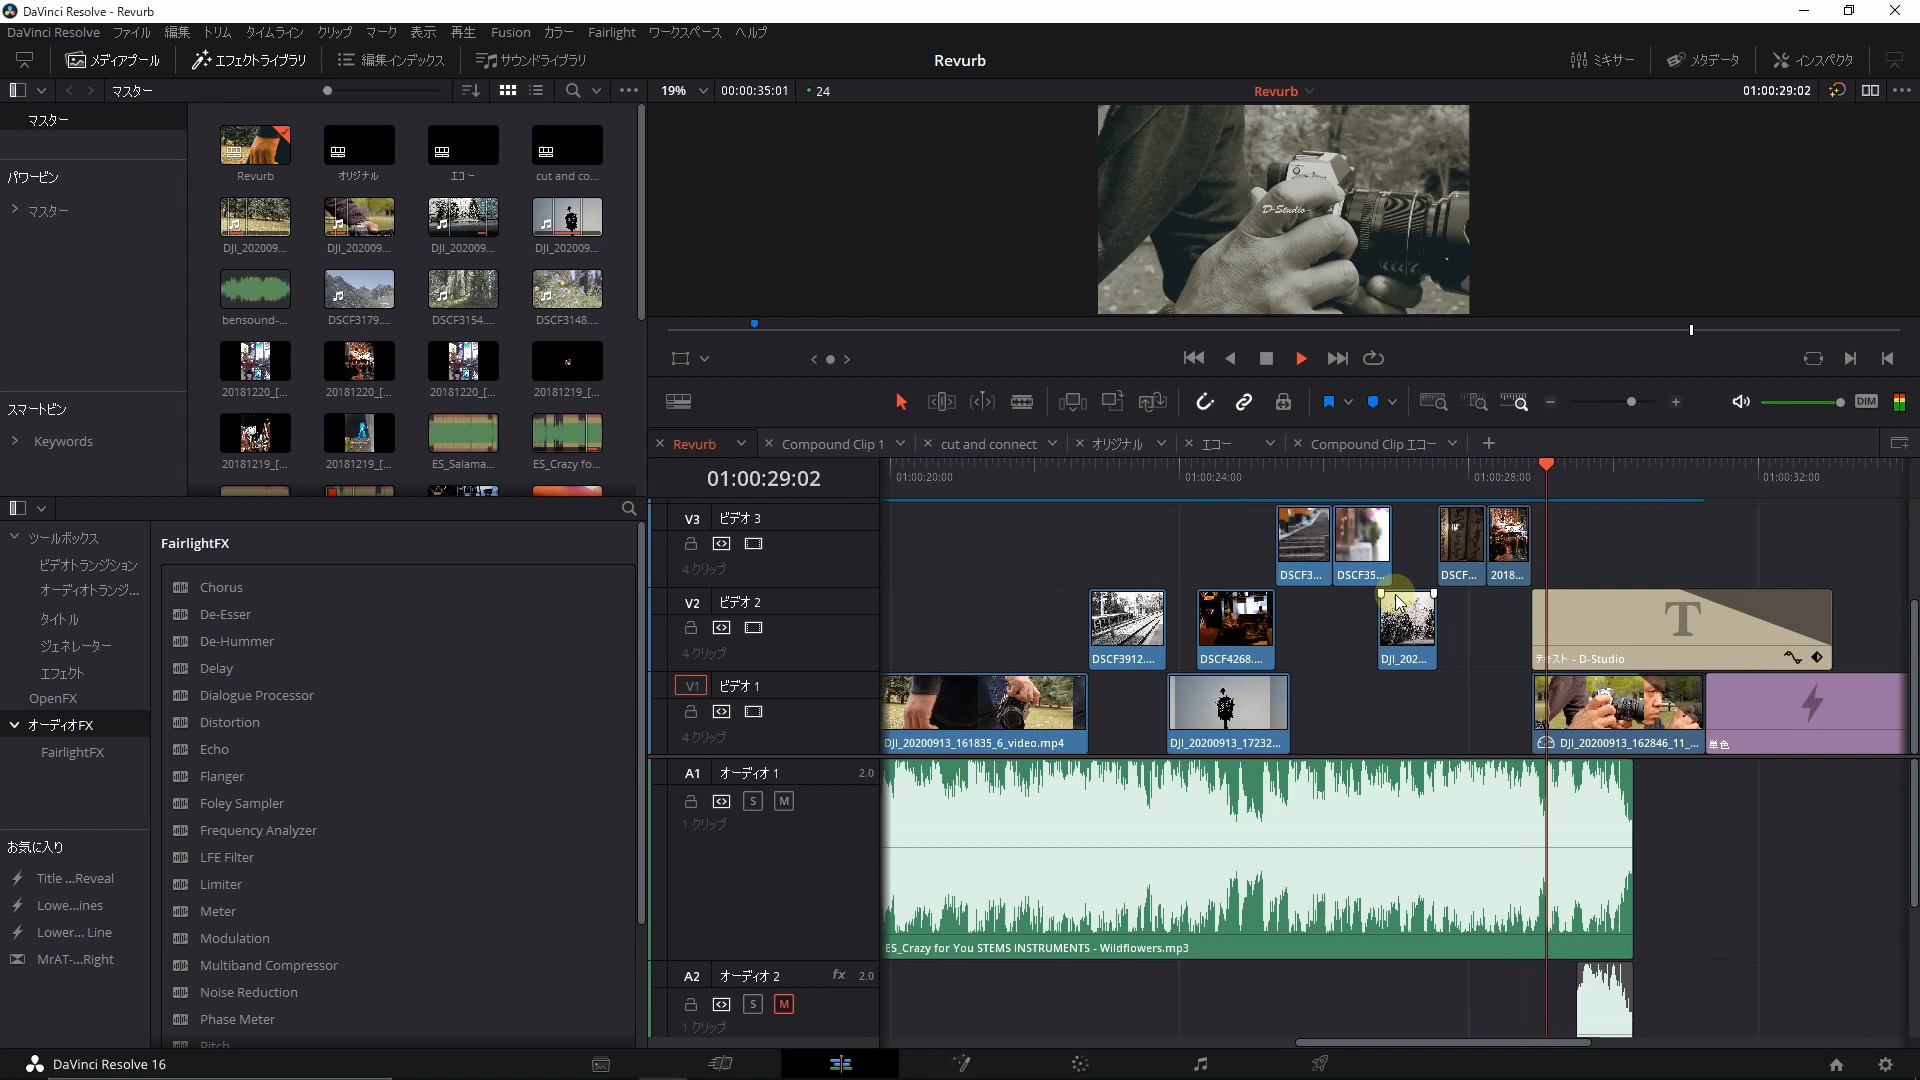 DaVinci Resolve - Revurb
DaVinci Resolve ファイル 編集 トリム タイムライン クリップ マーク 表示 再生 Fusion カラー Fairlight ワークスペース ヘルプ
メディアプール エフェクトライブラリ 編集インデックス サウンドライブラリ Revurb ミキサー メタデータ インスペクタ
マスター 19% 00:00:35:01 24 Revurb 01:00:29:02
マスター
パワービン
マスター
スマートビン
Keywords
Revurb オリジナル エコー cut and co...
DJI_202009... DJI_202009... DJI_202009... DJI_202009...
bensound-... DSCF3179.... DSCF3154.... DSCF3148....
20181220_[... 20181220_[... 20181220_[... 20181219_[...
20181219_[... 20181219_[... ES_Salama... ES_Crazy fo...
D-Studio
DIM
Revurb Compound Clip 1 cut and connect オリジナル エコー Compound Clip エコー
01:00:29:02 01:00:20:00 01:00:24:00 01:00:28:00 01:00:32:00
V3 ビデオ 3
4 クリップ
DSCF3... DSCF35... DSCF... 2018...
V2 ビデオ 2
4 クリップ
DSCF3912.... DSCF4268.... DJI_202... テキスト - D-Studio
T
V1 ビデオ 1
4 クリップ
DJI_20200913_161835_6_video.mp4 DJI_20200913_17232... DJI_20200913_162846_11_... 単色
A1 オーディオ 1 2.0
S M
1 クリップ
ES_Crazy for You STEMS INSTRUMENTS - Wildflowers.mp3
A2 オーディオ 2 fx 2.0
S M
1 クリップ
ツールボックス
ビデオトランジション
オーディオトランジ...
タイトル
ジェネレーター
エフェクト
OpenFX
オーディオFX
FairlightFX
お気に入り
Title ...Reveal
Lowe...ines
Lower... Line
MrAT-...Right
FairlightFX
Chorus
De-Esser
De-Hummer
Delay
Dialogue Processor
Distortion
Echo
Flanger
Foley Sampler
Frequency Analyzer
LFE Filter
Limiter
Meter
Modulation
Multiband Compressor
Noise Reduction
Phase Meter
Pitch
DaVinci Resolve 16